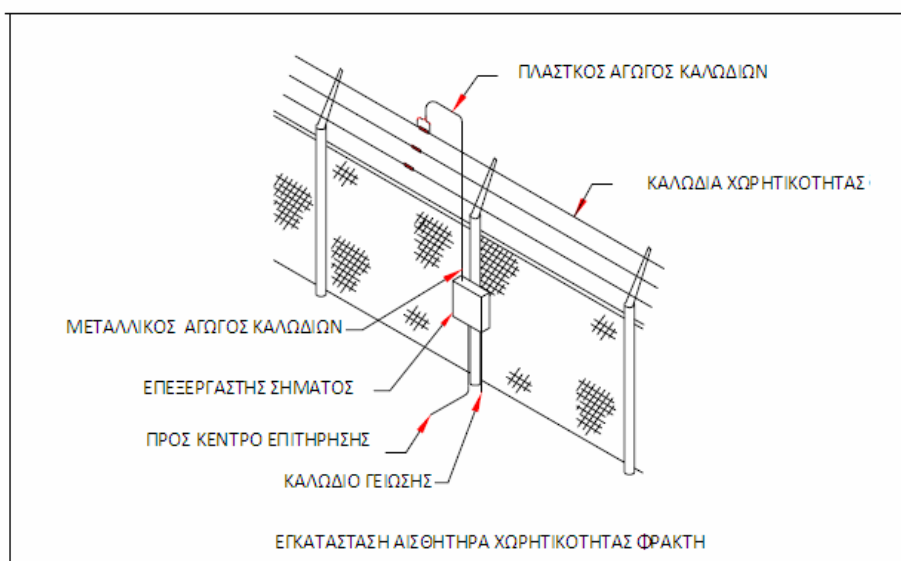 ΠΛΑΣΤΚΟΣ ΑΓΩΓΟΣ ΚΑΛΩΔΙΩΝ
ΚΑΛΩΔΙΑ ΧΩΡΗΤΙΚΟΤΗΤΑΣ
ΜΕΤΑΛΛΙΚΟΣ ΑΓΩΓΟΣ ΚΑΛΩΔΙΩΝ
ΕΠΕΞΕΡΓΑΣΤΗΣ ΣΗΜΑΤΟΣ
ΠΡΟΣ ΚΕΝΤΡΟ ΕΠΙΤΗΡΗΣΗΣ
ΚΑΛΩΔΙΟ ΓΕΙΩΣΗΣ
ΕΓΚΑΤΑΣΤΑΣΗ ΑΙΣΘΗΤΗΡΑ ΧΩΡΗΤΙΚΟΤΗΤΑΣ ΦΡΑΚΤΗ